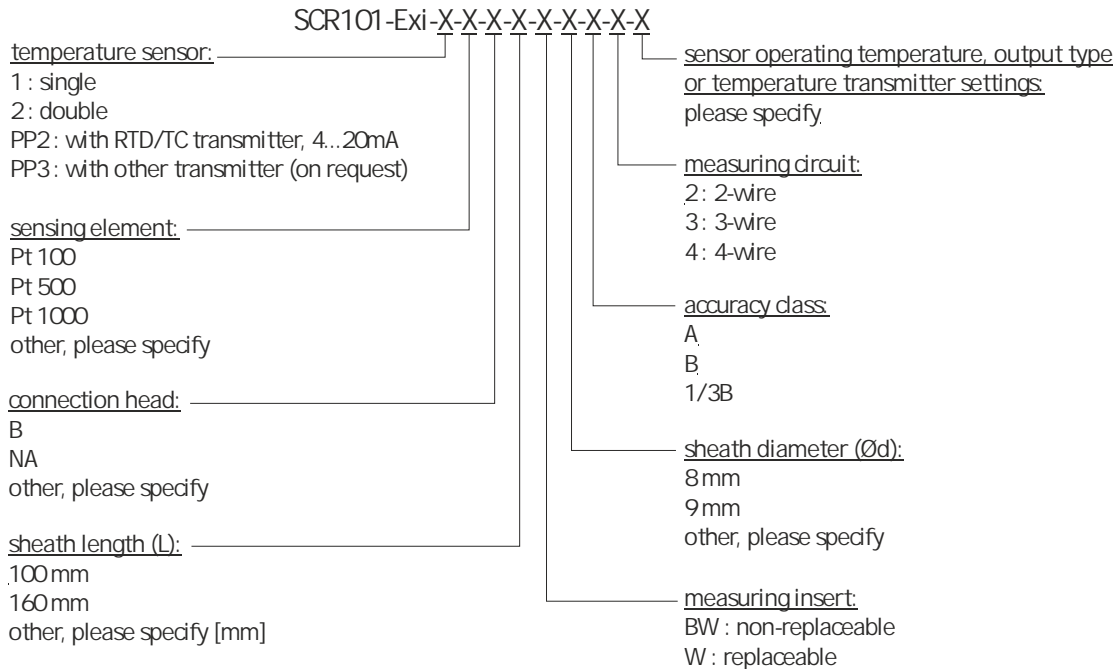 SCR101-Exi-X-X-X-X-X-X-X-X-X
temperature sensor:
1 : single
2 : double
PP2 : with RTD/TC transmitter, 4...20mA
PP3 : with other transmitter (on request)
sensing element:
Pt 100
Pt 500
Pt 1000
other, please specify
connection head:
B
NA
other, please specify
sheath length (L):
100 mm
160 mm
other, please specify [mm]
sensor operating temperature, output type
or temperature transmitter settings:
please specify
measuring circuit:
2 : 2-wire
3 : 3-wire
4 : 4-wire
accuracy class:
A
B
1/3B
sheath diameter (Ød):
8 mm
9 mm
other, please specify
measuring insert:
BW : non-replaceable
W : replaceable